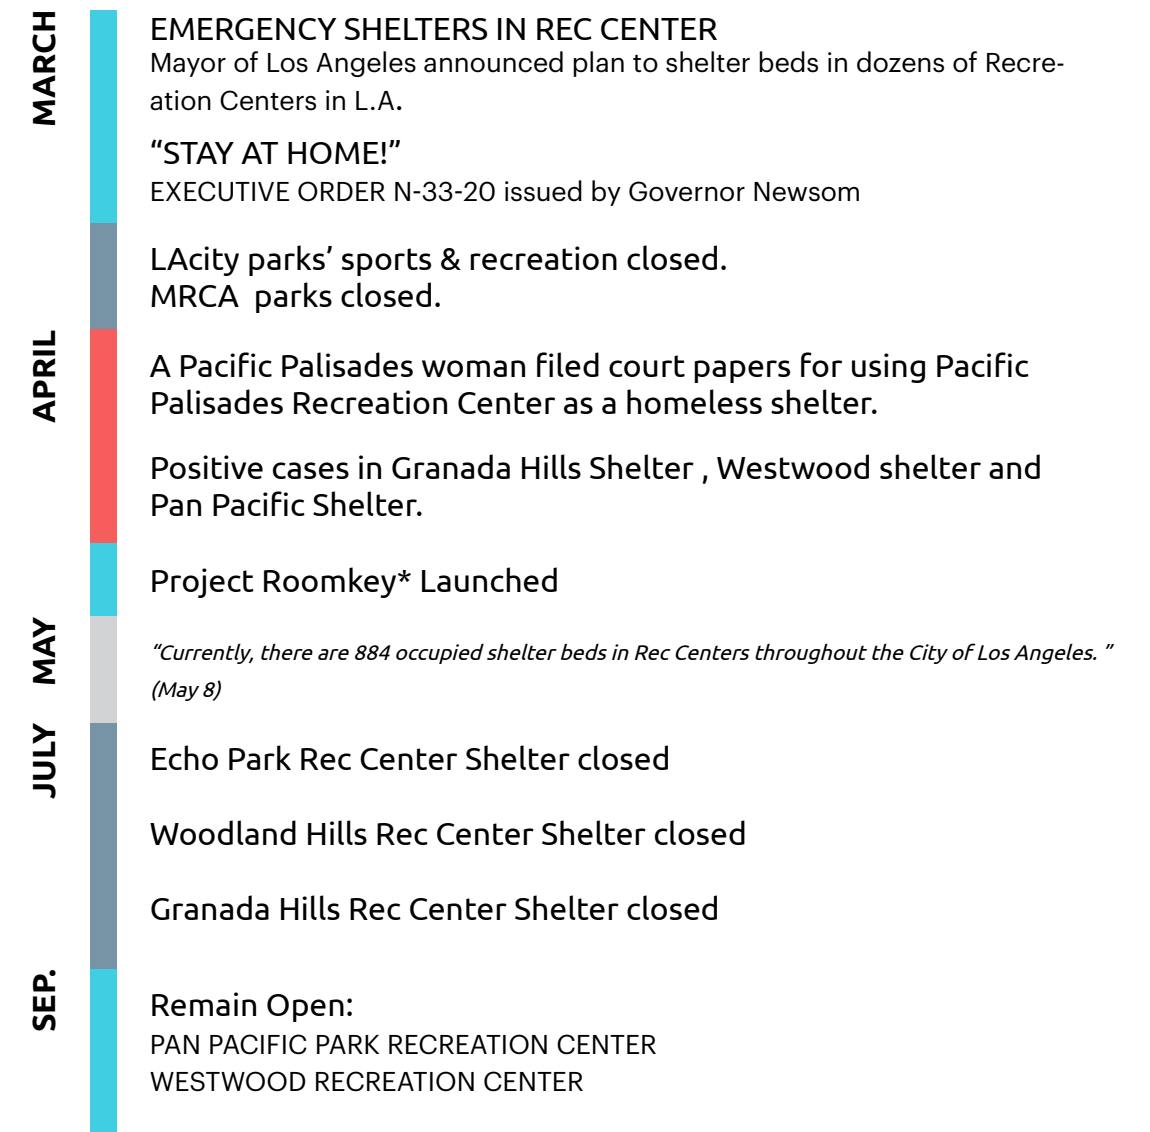 MARCH
EMERGENCY SHELTERS IN REC CENTER
Mayor of Los Angeles announced plan to shelter beds in dozens of Recre-
ation Centers in L.A.
“STAY AT HOME!”
EXECUTIVE ORDER N-33-20 issued by Governor Newsom
LAcity parks’ sports & recreation closed.
MRCA  parks closed.
APRIL
A Pacific Palisades woman filed court papers for using Pacific
Palisades Recreation Center as a homeless shelter.
Positive cases in Granada Hills Shelter , Westwood shelter and
Pan Pacific Shelter.
Project Roomkey* Launched
MAY
“Currently, there are 884 occupied shelter beds in Rec Centers throughout the City of Los Angeles. ”
(May 8)
JULY
Echo Park Rec Center Shelter closed
Woodland Hills Rec Center Shelter closed
Granada Hills Rec Center Shelter closed
SEP.
Remain Open:
PAN PACIFIC PARK RECREATION CENTER
WESTWOOD RECREATION CENTER